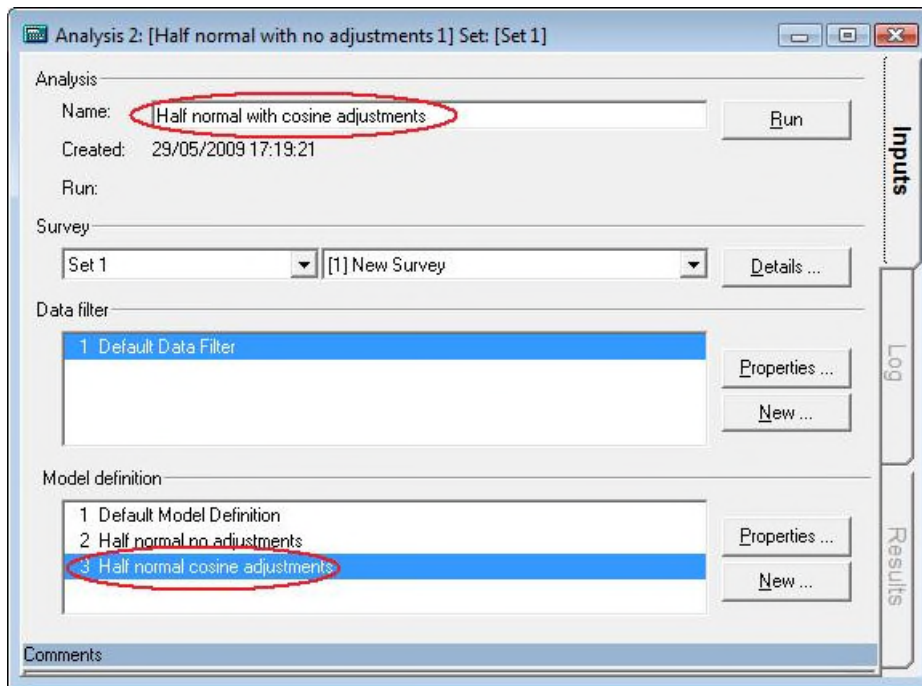 Analysis 2: [Half normal with no adjustments 1] Set: [Set 1]
Analysis
Name: Half normal with cosine adjustments
Run
Created: 29/05/2009 17:19:21
Run:
Survey
Set 1 [1] New Survey Details ...
Data filter
1 Default Data Filter
Properties ...
New ...
Model definition
1 Default Model Definition
2 Half normal no adjustments
3 Half normal cosine adjustments
Properties ...
New ...
Comments
Inputs
Log
Results